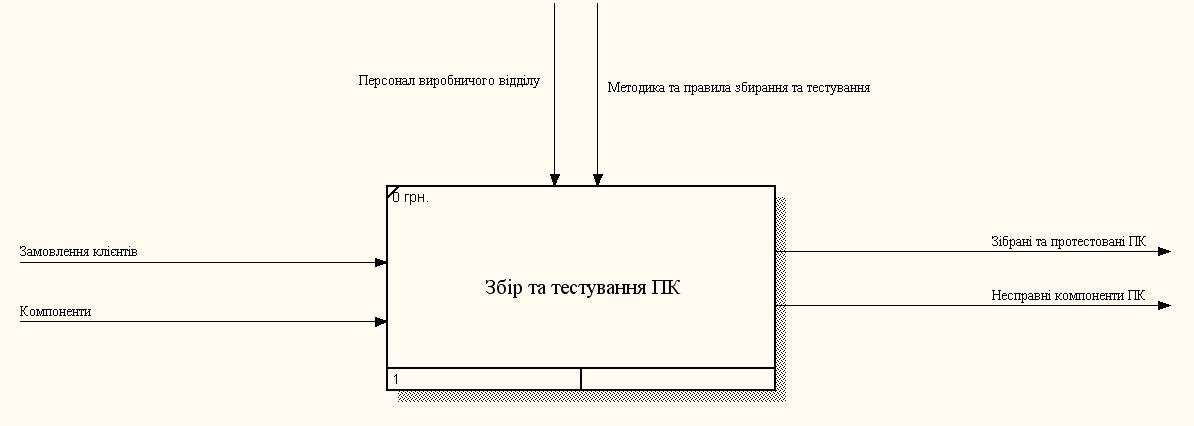 Персонал виробничого відділу
Методика та правила збирання та тестування
0 грн.
Замовлення клієнтів
Зібрані та протестовані ПК
Збір та тестування ПК
Несправні компоненти ПК
Компоненти
1